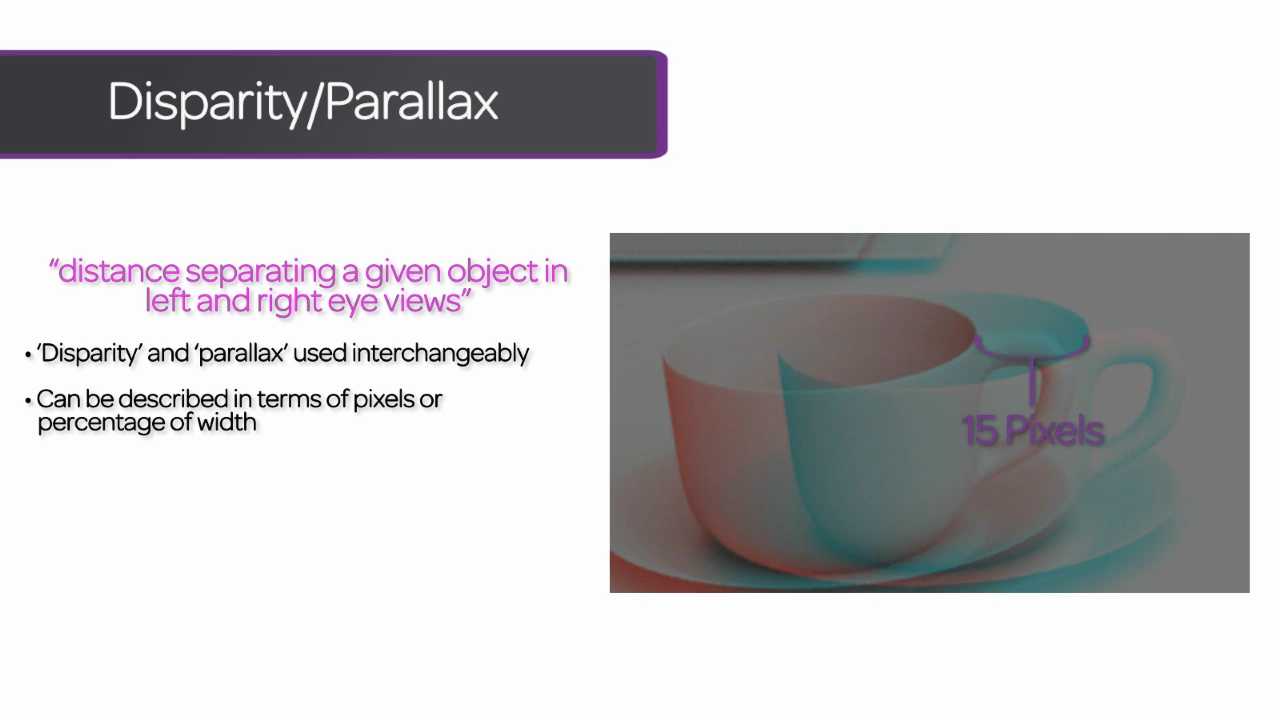 Disparity/Parallax
“distance separating a given object in
left and right eye views”
• ‘Disparity’ and ‘parallax’ used interchangeably
• Can be described in terms of pixels or
percentage of width
15 Pixels